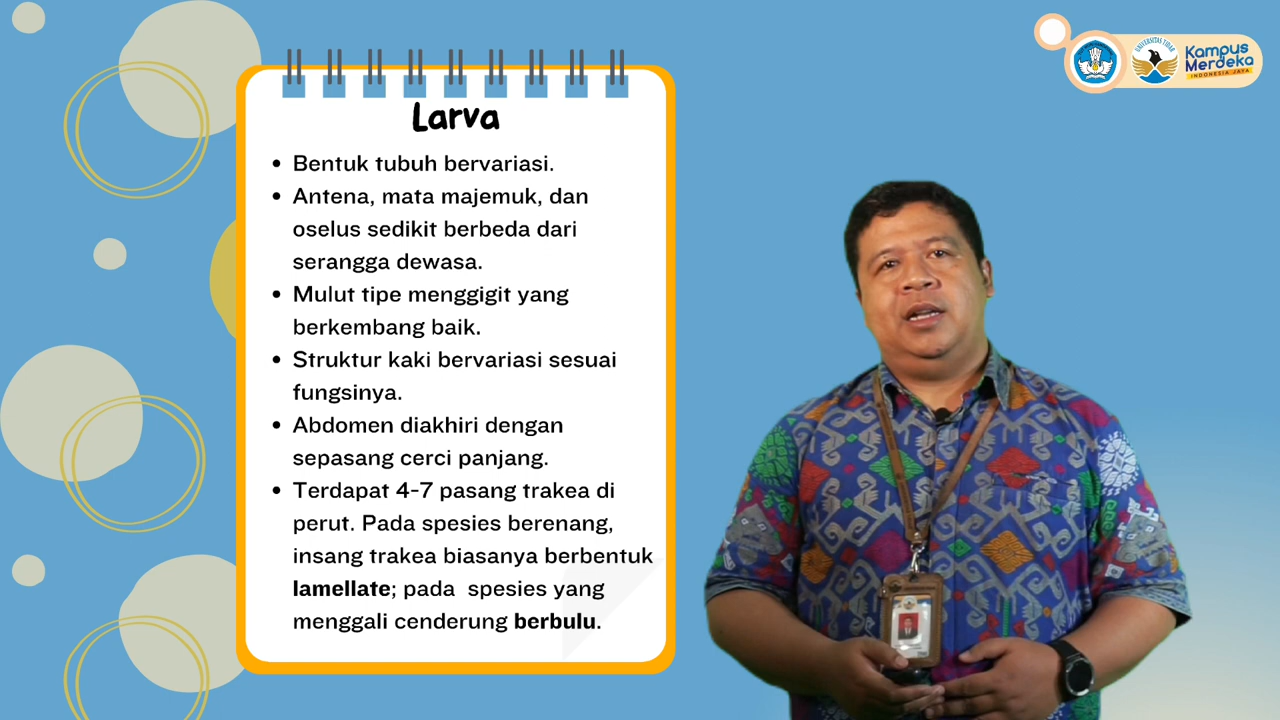 UNIVERSITAS TIDAR
Kampus
Merdeka
INDONESIA JAYA
Larva
• Bentuk tubuh bervariasi.
• Antena, mata majemuk, dan
oselus sedikit berbeda dari
serangga dewasa.
• Mulut tipe menggigit yang
berkembang baik.
• Struktur kaki bervariasi sesuai
fungsinya.
• Abdomen diakhiri dengan
sepasang cerci panjang.
• Terdapat 4-7 pasang trakea di
perut. Pada spesies berenang,
insang trakea biasanya berbentuk
lamellate; pada  spesies yang
menggali cenderung berbulu.